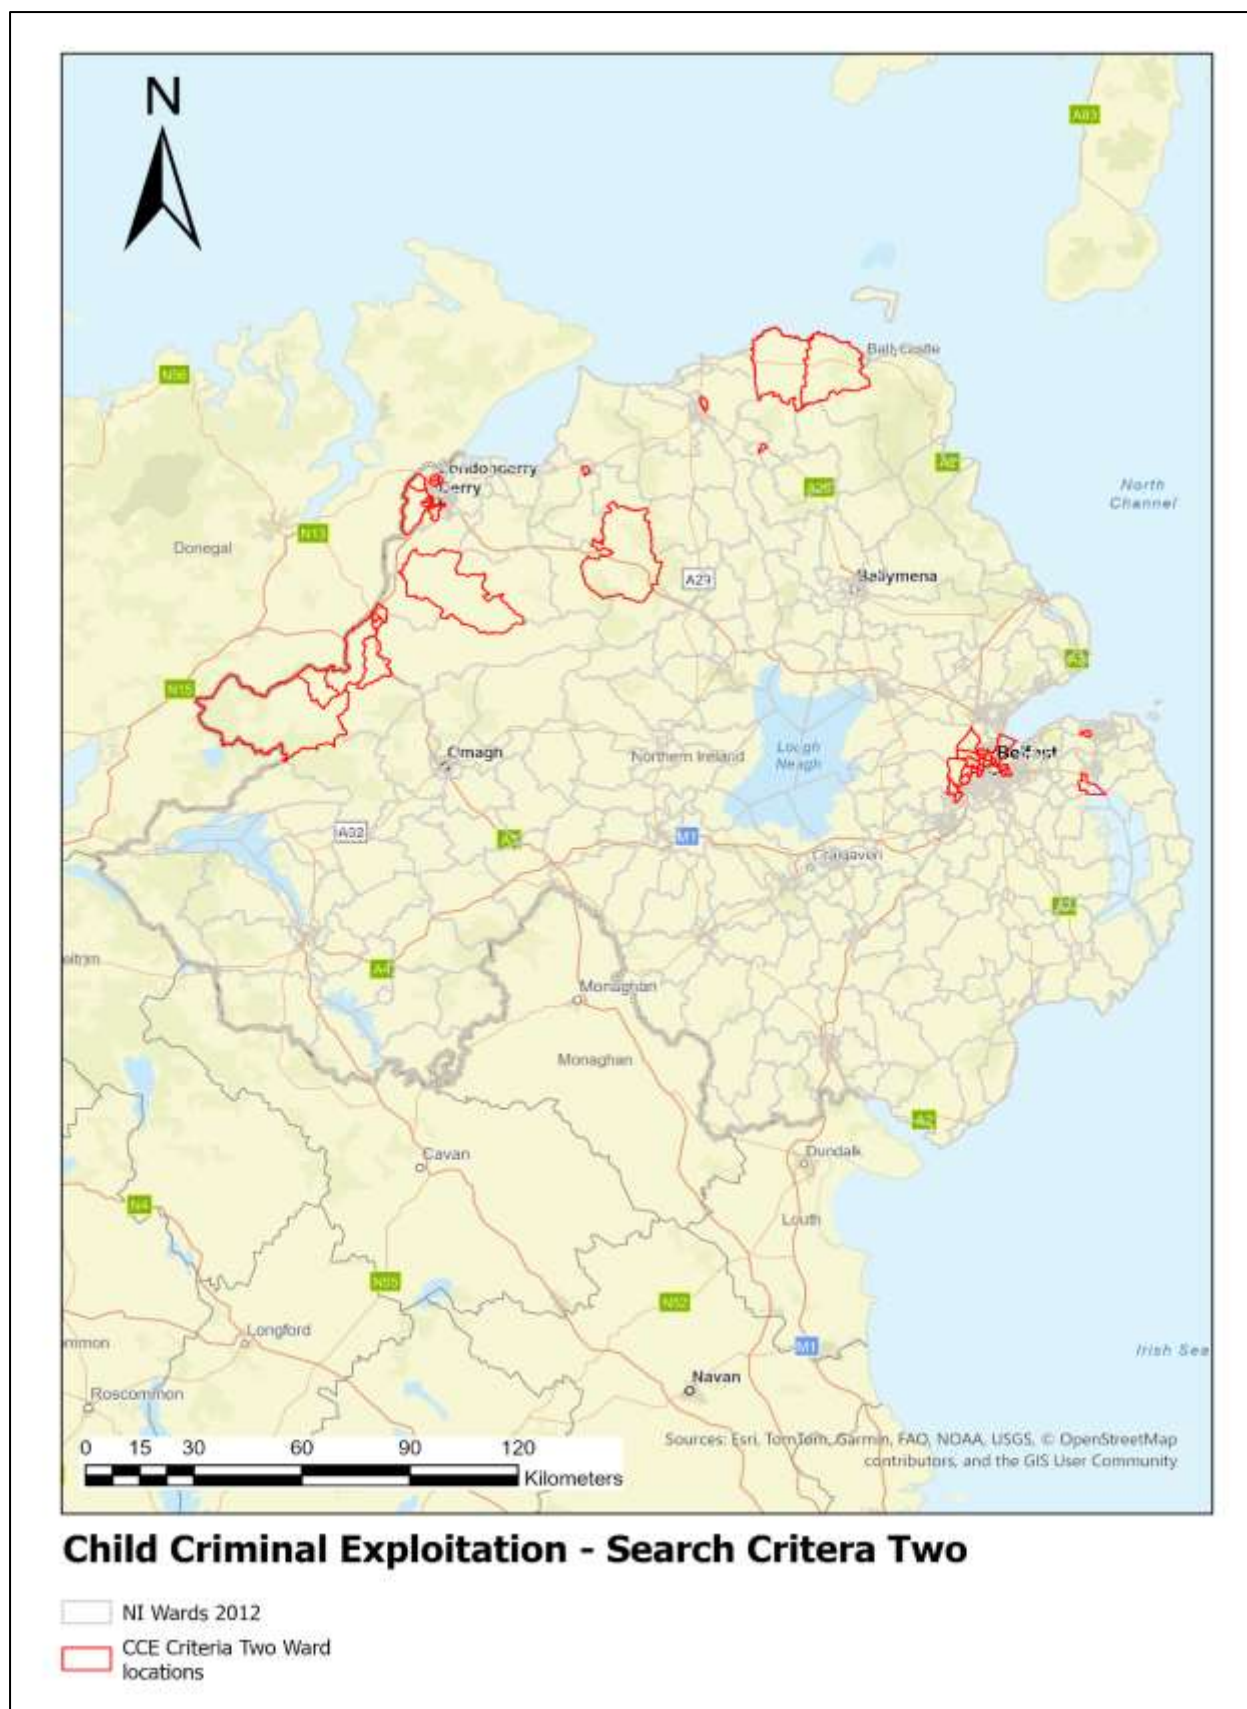 N
A83
Ballycastle
N56
Londonderry
Derry
A2
A26
North
Channel
N13
Donegal
A29
Ballymena
N15
Omagh
Northern Ireland
Lough
Neagh
Belfast
A32
A5
M1
Craigavon
A4
Monaghan
Monaghan
A2
Cavan
Dundalk
N4
Louth
N55
N52
Longford
M1
Irish Sea
Navan
Roscommon
0 15 30 60 90 120
Kilometers
Sources: Esri, TomTom, Garmin, FAO, NOAA, USGS, © OpenStreetMap
contributors, and the GIS User Community
Child Criminal Exploitation - Search Critera Two
NI Wards 2012
CCE Criteria Two Ward
locations